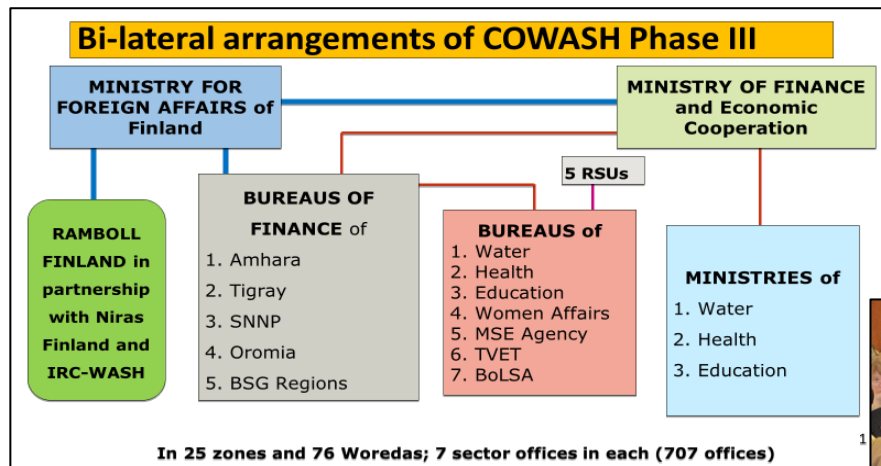 Bi-lateral arrangements of COWASH Phase III
MINISTRY FOR
FOREIGN AFFAIRS of
Finland
MINISTRY OF FINANCE
and Economic
Cooperation
5 RSUs
RAMBOLL
FINLAND in
partnership
with Niras
Finland and
IRC-WASH
BUREAUS OF
FINANCE of
1. Amhara
2. Tigray
3. SNNP
4. Oromia
5. BSG Regions
BUREAUS of
1. Water
2. Health
3. Education
4. Women Affairs
5. MSE Agency
6. TVET
7. BoLSA
MINISTRIES of
1. Water
2. Health
3. Education
In 25 zones and 76 Woredas; 7 sector offices in each (707 offices)
1